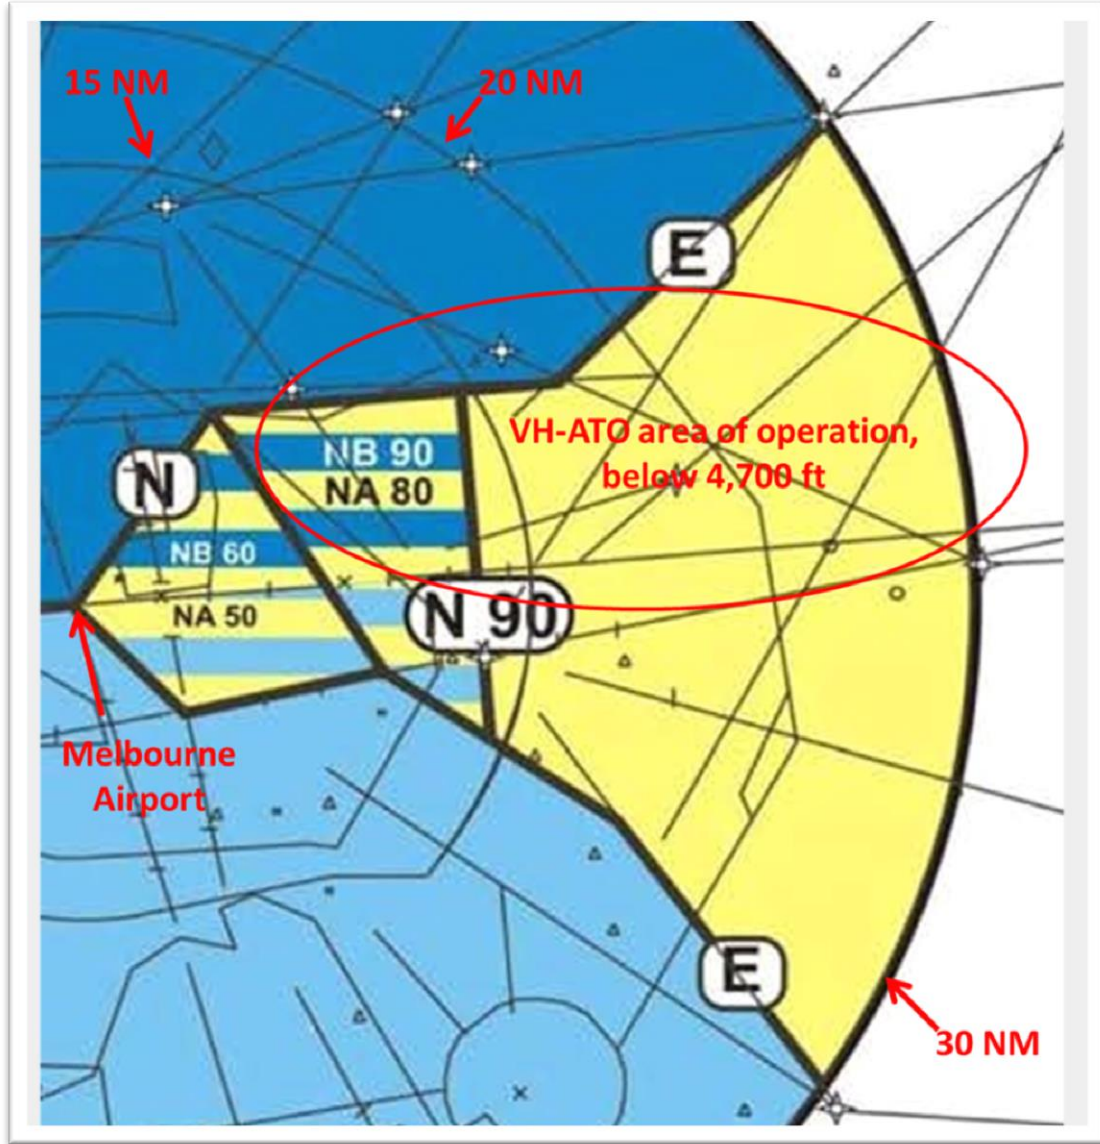 15 NM
20 NM
E
VH-ATO area of operation,
below 4,700 ft
NB 90
NA 80
N
NB 60
NA 50
N 90
Melbourne
Airport
E
30 NM